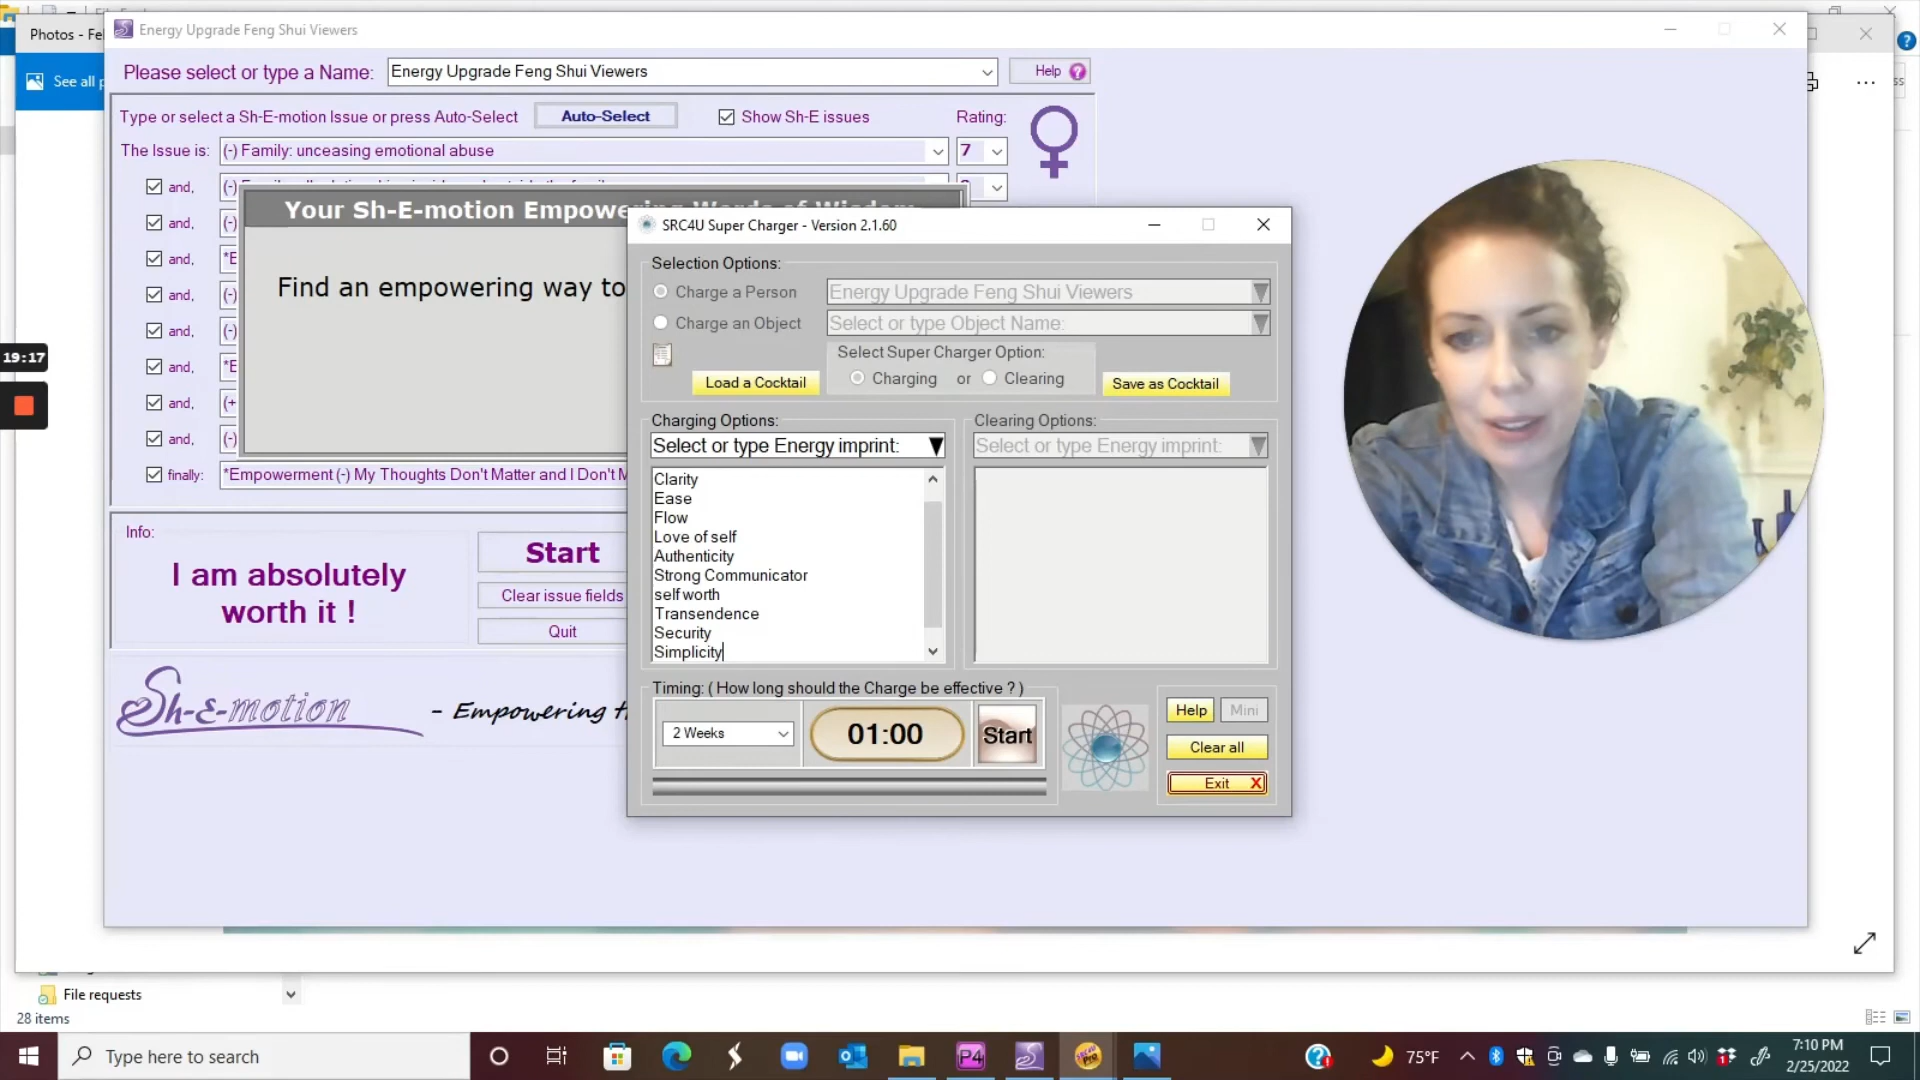 Photos - Fel
Energy Upgrade Feng Shui Viewers
See all p
Please select or type a Name:
Energy Upgrade Feng Shui Viewers
Help
Type or select a Sh-E-motion Issue or press Auto-Select
Auto-Select
Show Sh-E issues
Rating:
The Issue is:
(-) Family: unceasing emotional abuse
7
and,
(-)
and,
(-)
and,
*E
and,
(-)
and,
(-)
and,
*E
and,
(+
and,
(-)
finally:
*Empowerment (-) My Thoughts Don't Matter and I Don't M
Your Sh-E-motion Empowering Words of Wisdom
Find an empowering way to
Info:
I am absolutely
worth it !
Start
Clear issue fields
Quit
Sh-E-motion
- Empowering H
SRC4U Super Charger - Version 2.1.60
Selection Options:
Charge a Person
Energy Upgrade Feng Shui Viewers
Charge an Object
Select or type Object Name:
Select Super Charger Option:
Charging or Clearing
Load a Cocktail
Save as Cocktail
Charging Options:
Select or type Energy imprint:
Clarity
Ease
Flow
Love of self
Authenticity
Strong Communicator
self worth
Transendence
Security
Simplicity
Clearing Options:
Select or type Energy imprint:
Timing: ( How long should the Charge be effective ? )
2 Weeks
01:00
Start
Help
Mini
Clear all
Exit X
19:17
File requests
28 items
Type here to search
P4
SRC4U
Pro
75°F
7:10 PM
2/25/2022